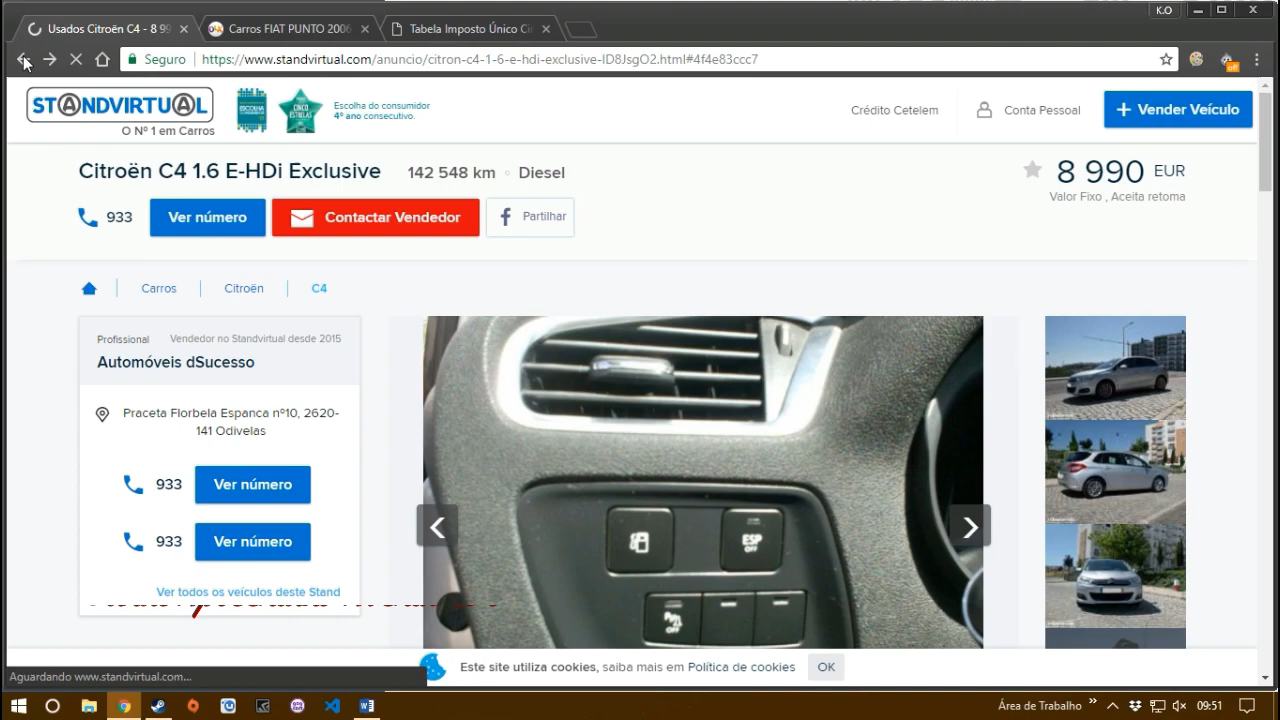 K.O
Usados Citroën C4 - 8 99
Carros FIAT PUNTO 2006
Tabela Imposto Único Ci
Seguro
https://www.standvirtual.com/anuncio/citron-c4-1-6-e-hdi-exclusive-ID8JsgO2.html#4f4e83ccc7
off
STANDVIRTUAL
O Nº 1 em Carros
ESCOLHA
CINCO ESTRELAS
Escolha do consumidor
4º ano consecutivo.
Crédito Cetelem
Conta Pessoal
+ Vender Veículo
Citroën C4 1.6 E-HDi Exclusive
142 548 km
Diesel
8 990 EUR
Valor Fixo , Aceita retoma
933
Ver número
Contactar Vendedor
Partilhar
Carros
Citroën
C4
Profissional
Vendedor no Standvirtual desde 2015
Automóveis dSucesso
Praceta Florbela Espanca nº10, 2620-
141 Odivelas
933
Ver número
933
Ver número
Ver todos os veículos deste Stand
ESP
OFF
OFF
Este site utiliza cookies, saiba mais em Política de cookies
OK
Aguardando www.standvirtual.com...
Área de Trabalho
09:51